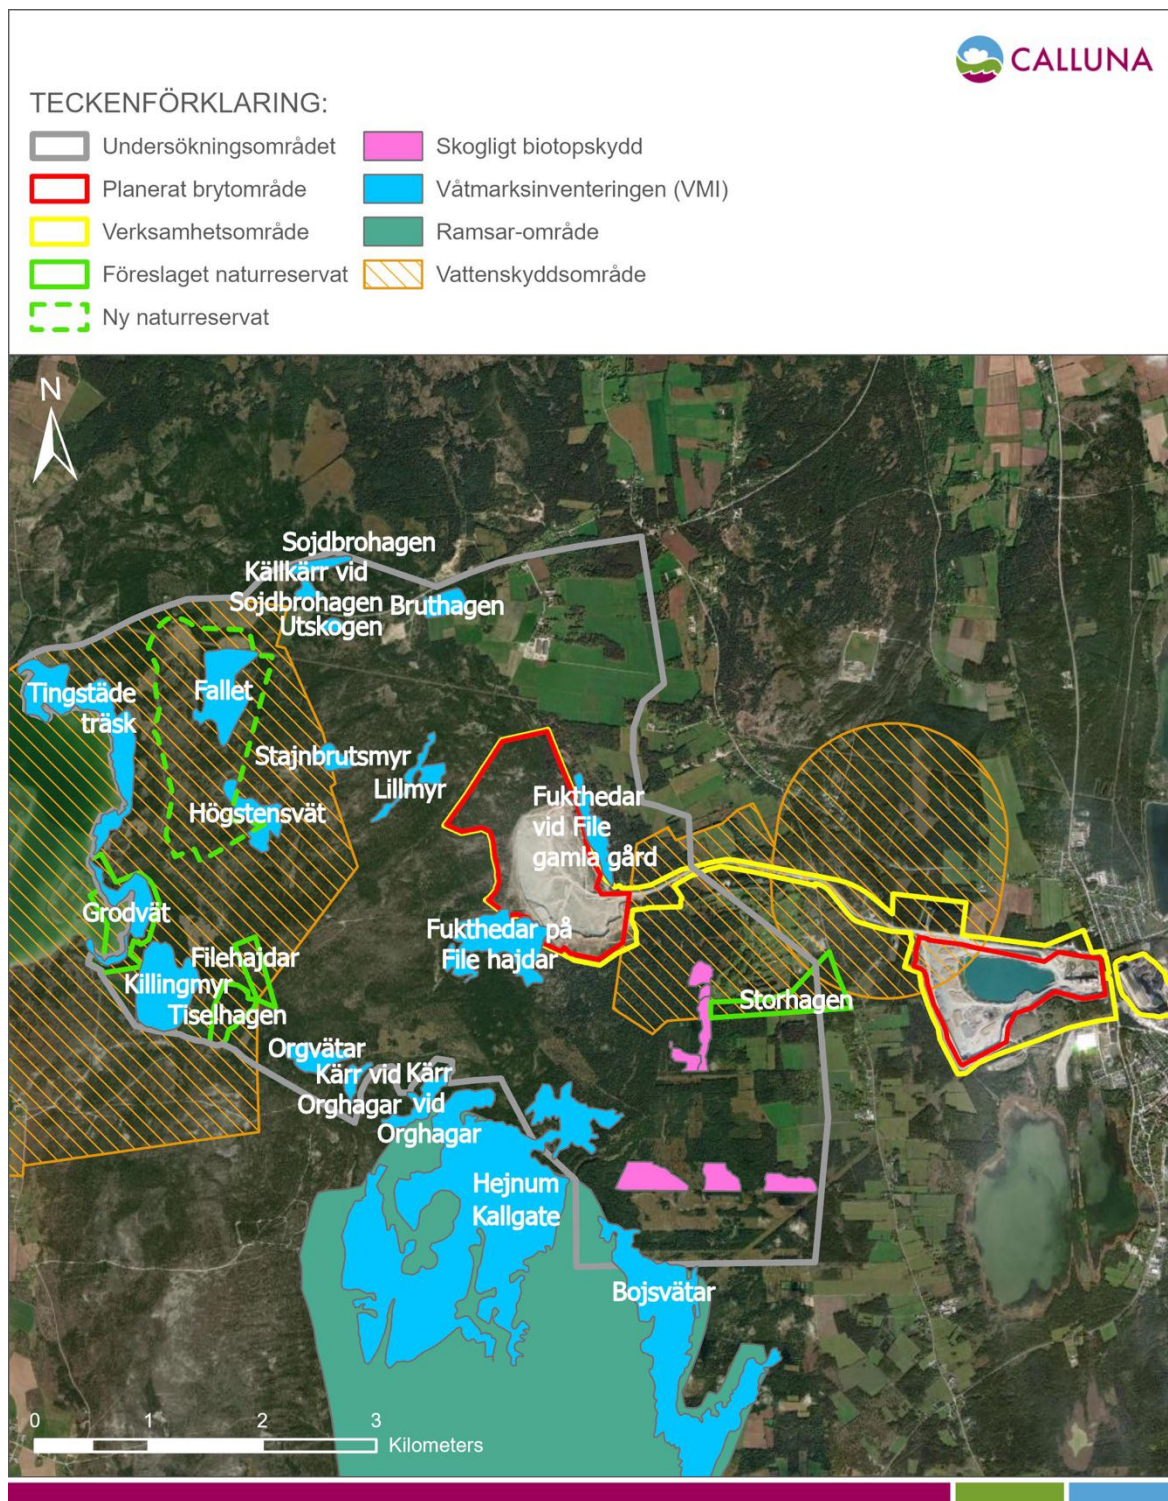 CALLUNA
TECKENFÖRKLARING:
Undersökningsområdet
Planerat brytområde
Verksamhetsområde
Föreslaget naturreservat
Ny naturreservat
Skogligt biotopskydd
Våtmarksinventeringen (VMI)
Ramsar-område
Vattenskyddsområde
N
Sojdbrohagen
Källkärr vid
Sojdbrohagen
Bruthagen
Utskogen
Tingstäde
träsk
Fallet
Stajnbrutsmyr
Lillmyr
Högstensvät
Fukthedar
vid File
gamla gård
Grodvät
Fukthedar på
File hajdar
Filehajdar
Killingmyr
Tiselhagen
Storhagen
Orgvätar
Kärr vid
Orghagar
Kärr
vid
Orghagar
Hejnum
Kallgate
Bojsvätar
0 1 2 3
Kilometers